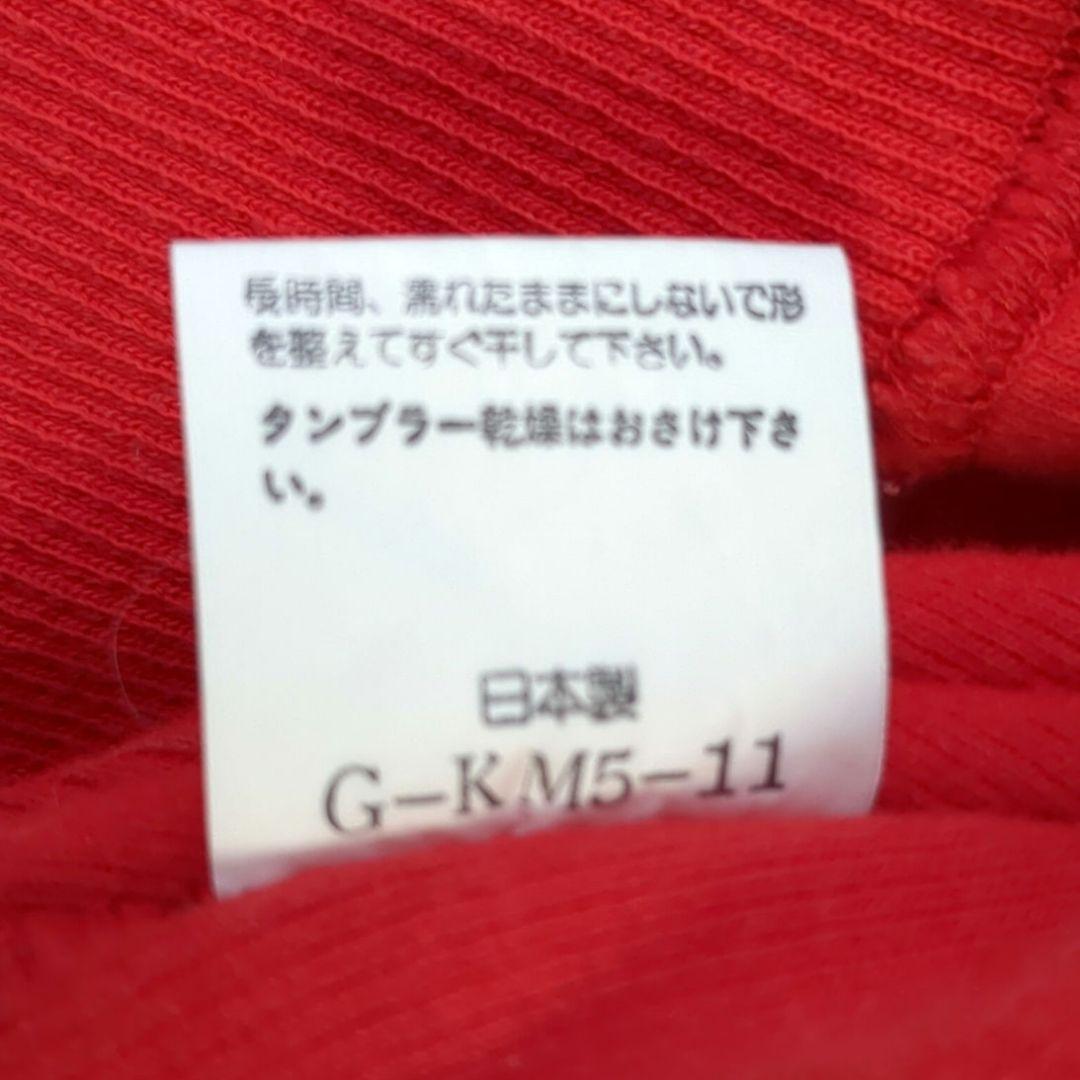 長時間、濡れたままにしないで形
を整えてすぐ干して下さい。
タンブラー乾燥はおさけ下さ
い。
日本製
G-KM5-11